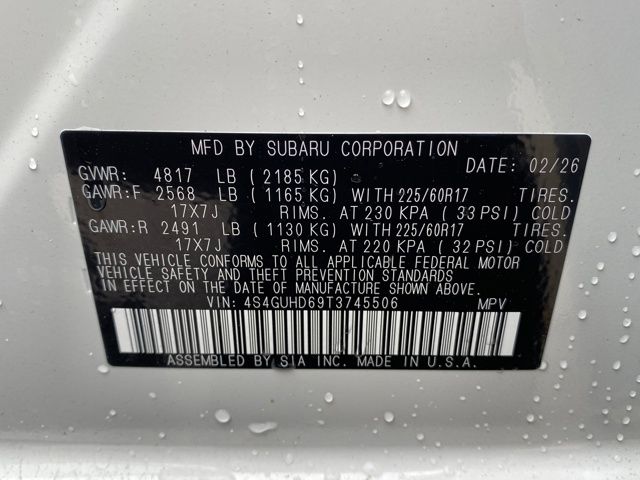 MFD BY SUBARU CORPORATION
DATE: 02/26
GVWR: 4817 LB (2185 KG)
GAWR:F 2568 LB (1165 KG) WITH 225/60R17 TIRES.
17X7J RIMS. AT 230 KPA (33 PSI) COLD
GAWR:R 2491 LB (1130 KG) WITH 225/60R17 TIRES.
17X7J RIMS. AT 220 KPA (32 PSI) COLD
THIS VEHICLE CONFORMS TO ALL APPLICABLE FEDERAL MOTOR
VEHICLE SAFETY AND THEFT PREVENTION STANDARDS
IN EFFECT ON THE DATE OF MANUFACTURE SHOWN ABOVE.
VIN: 4S4GUHD69T3745506 MPV
ASSEMBLED BY SIA INC. MADE IN U.S.A.